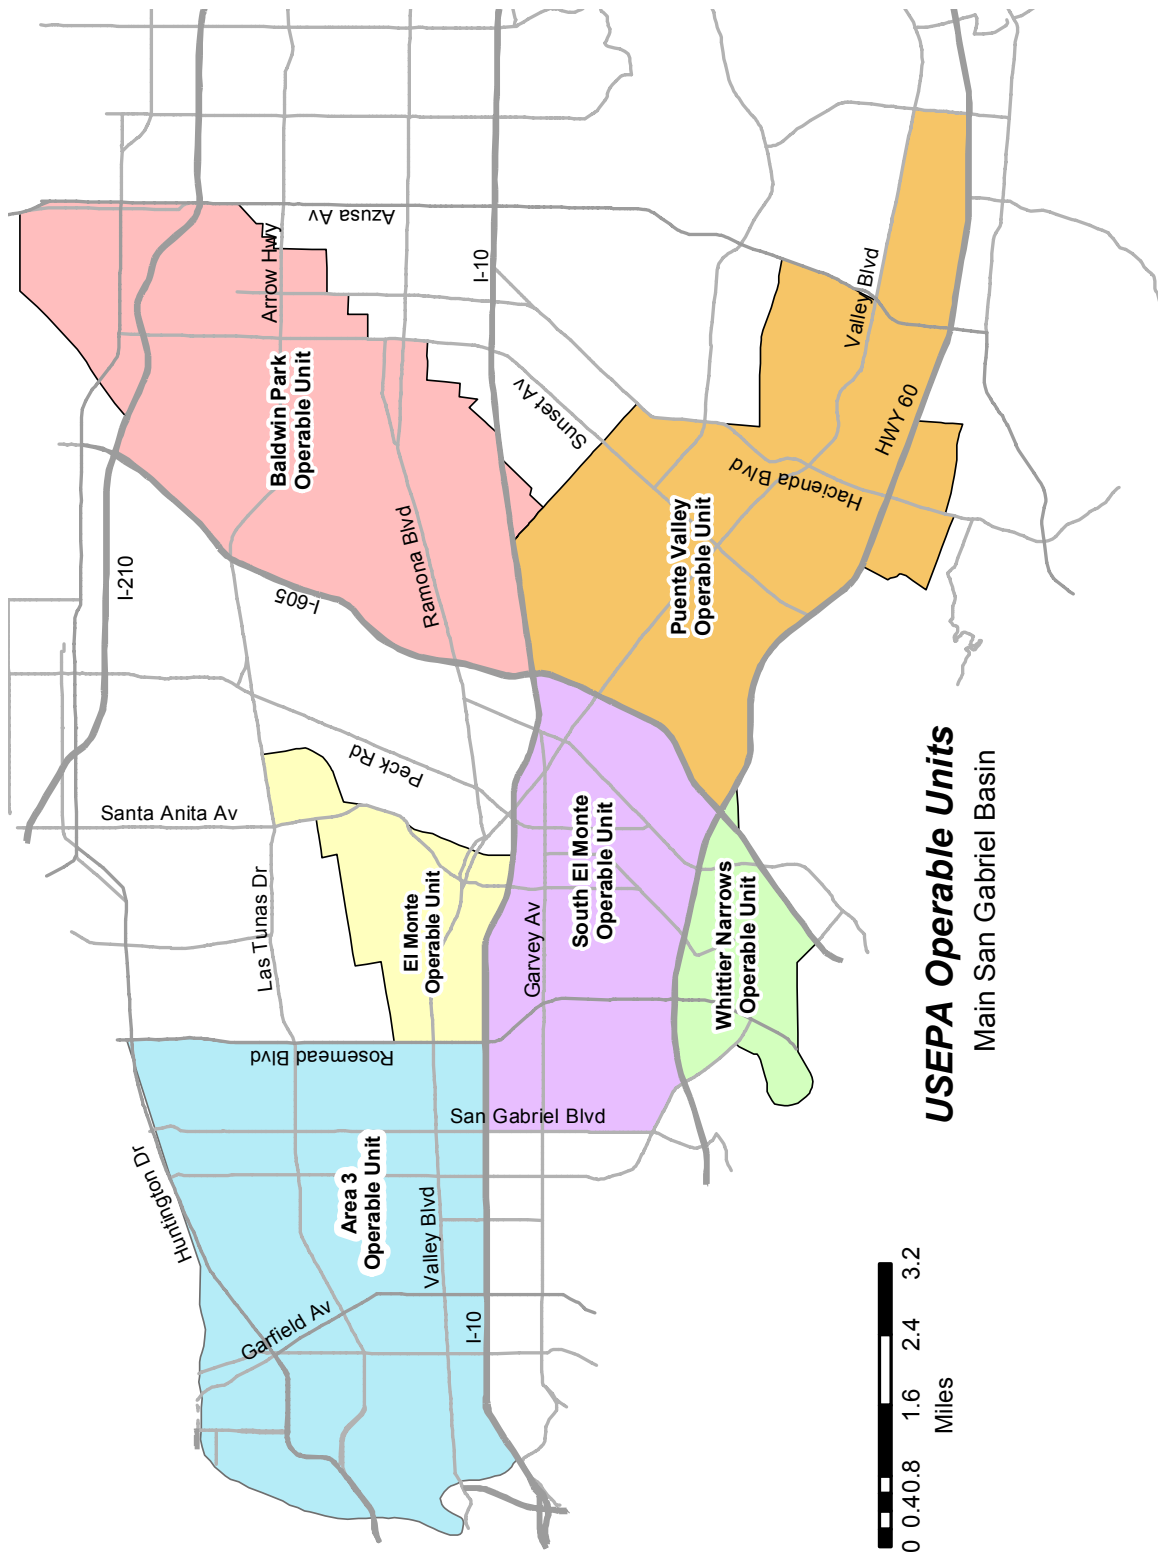 Huntington Dr
Garfield Av
Area 3
Operable Unit
Valley Blvd
I-10
San Gabriel Blvd
Rosemead Blvd
Las Tunas Dr
Santa Anita Av
El Monte
Operable Unit
Garvey Av
Peck Rd
I-210
I-605
Ramona Blvd
Baldwin Park
Operable Unit
Arrow Hwy
Azusa Av
I-10
Sunset Av
South El Monte
Operable Unit
Whittier Narrows
Operable Unit
Puente Valley
Operable Unit
Hacienda Blvd
Valley Blvd
HWY 60
USEPA Operable Units
Main San Gabriel Basin
0 0.4 0.8 1.6 2.4 3.2
Miles